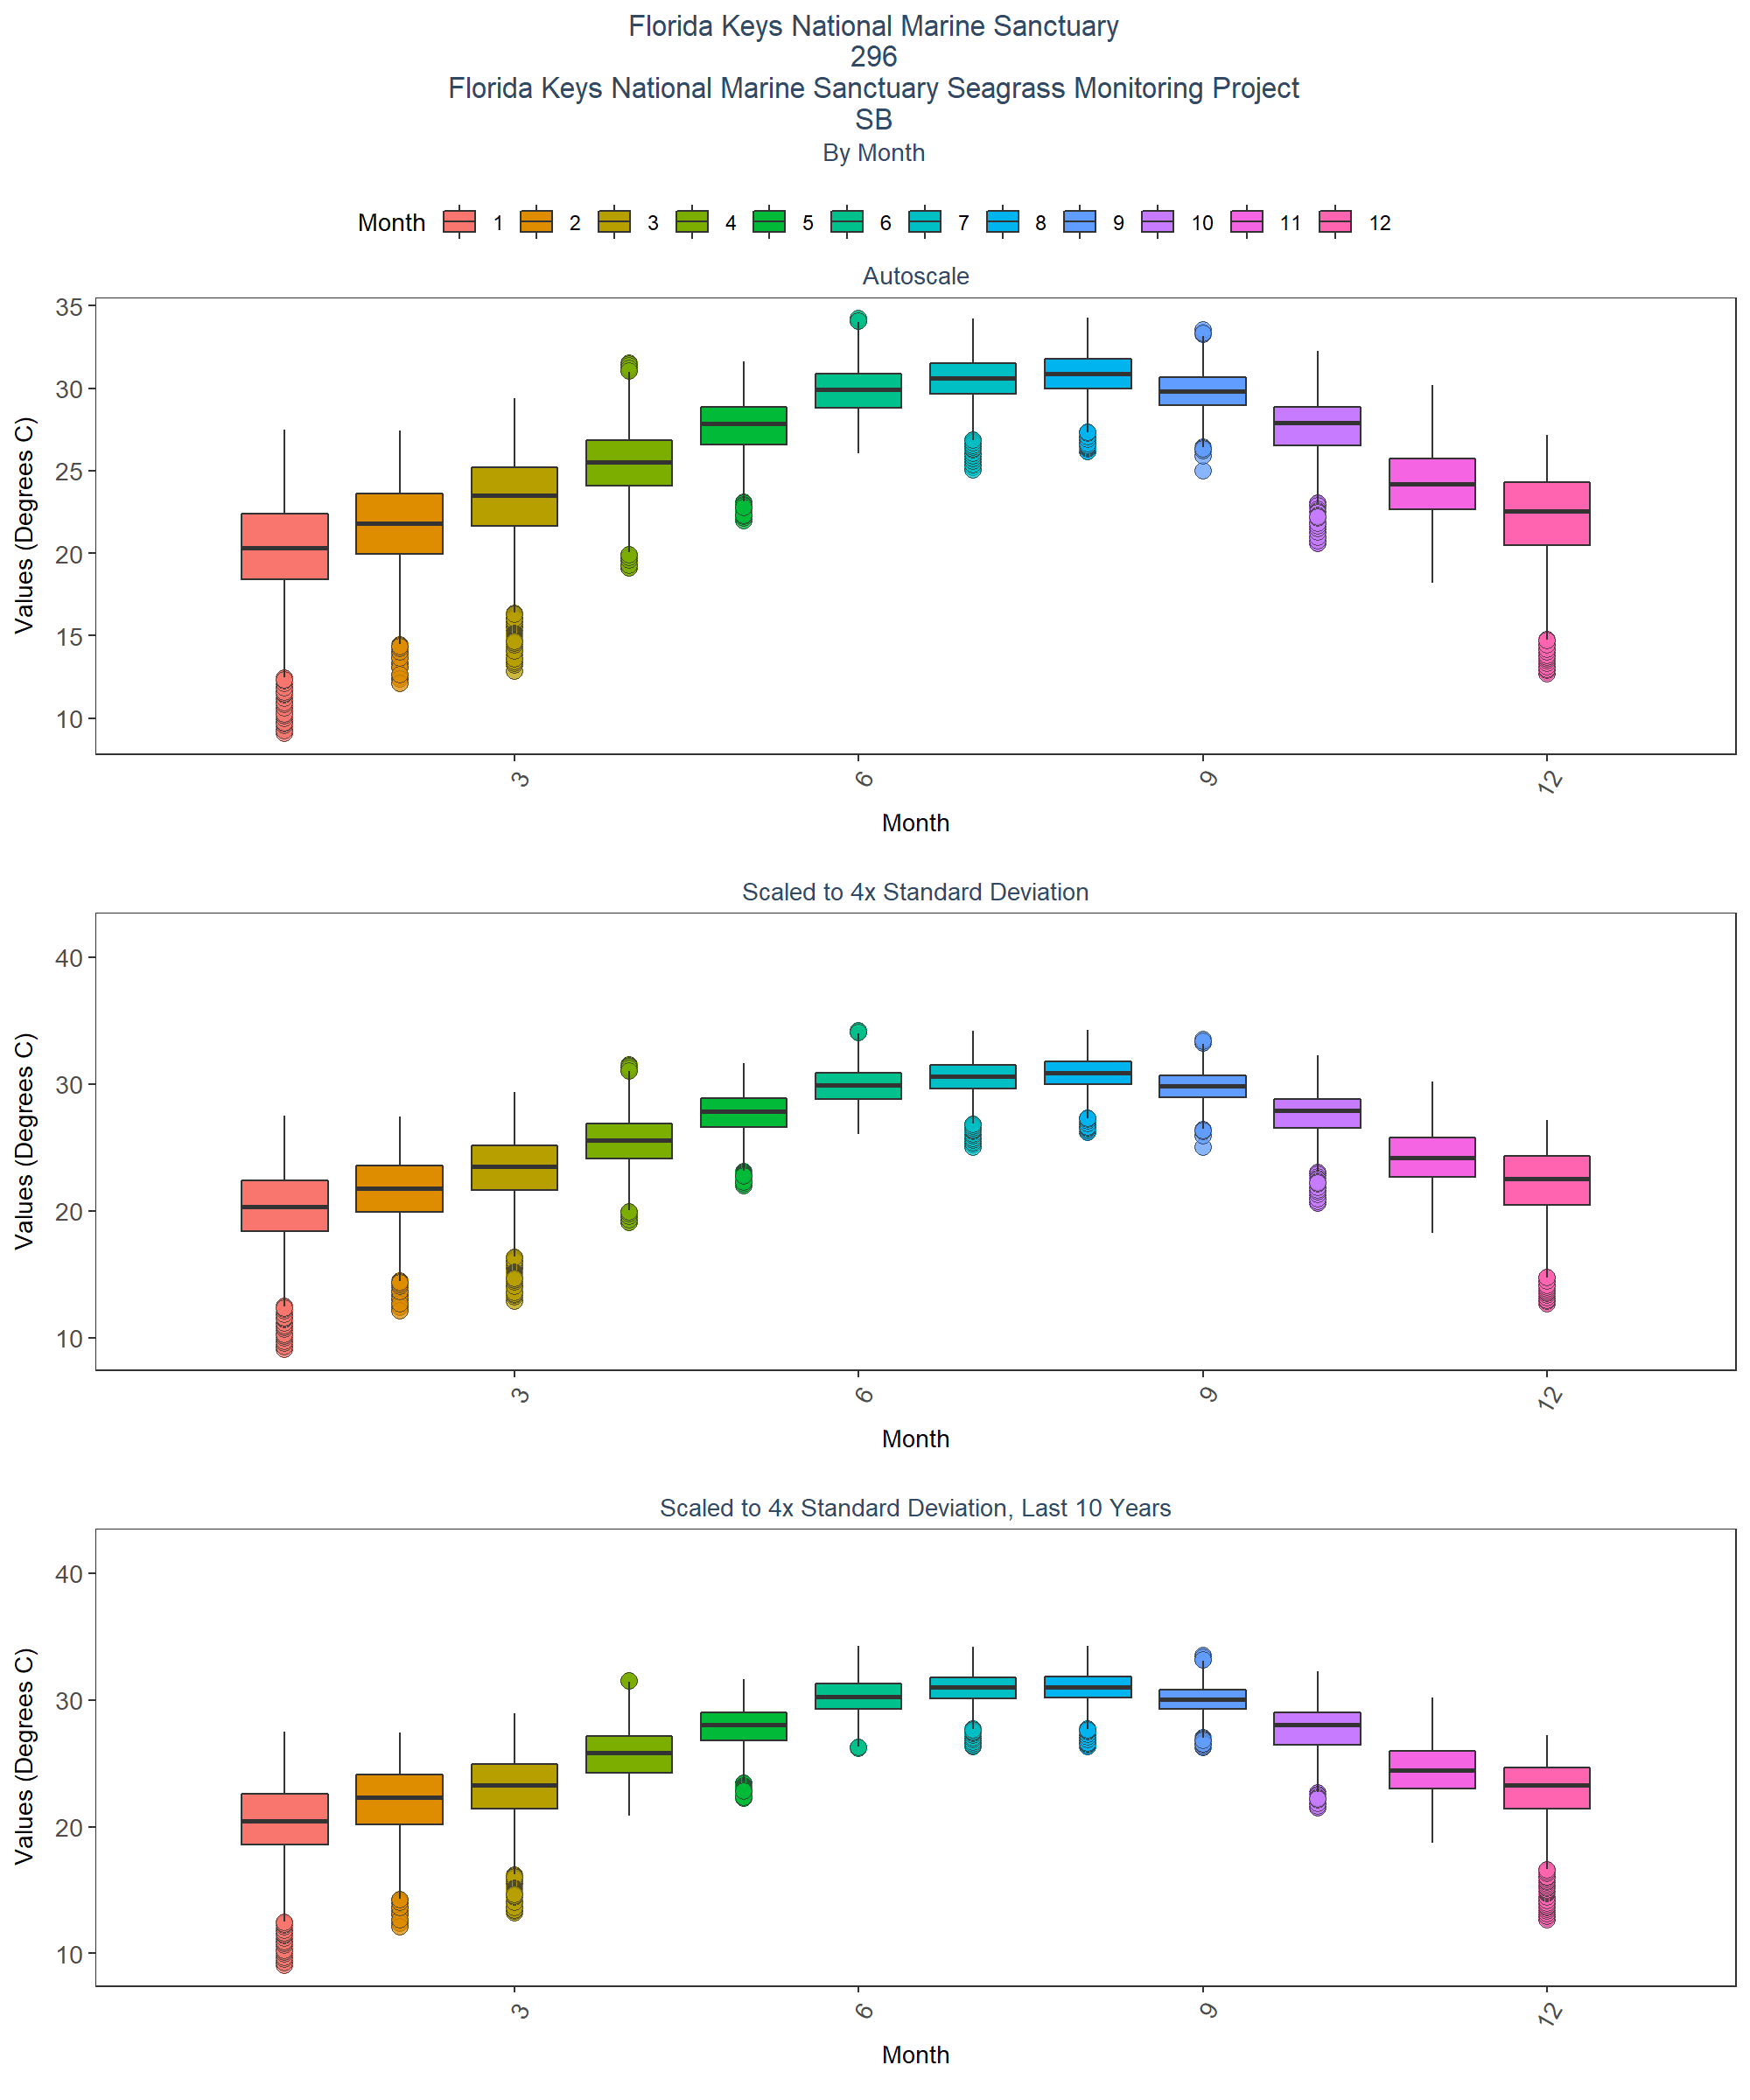 Florida Keys National Marine Sanctuary
296
Florida Keys National Marine Sanctuary Seagrass Monitoring Project
SB
By Month
Month 1 2 3 4 5 6 7 8 9 10 11 12
Autoscale
Values (Degrees C)
35
30
25
20
15
10
3 6 9 12
Month
Scaled to 4x Standard Deviation
Values (Degrees C)
40
30
20
10
3 6 9 12
Month
Scaled to 4x Standard Deviation, Last 10 Years
Values (Degrees C)
40
30
20
10
3 6 9 12
Month